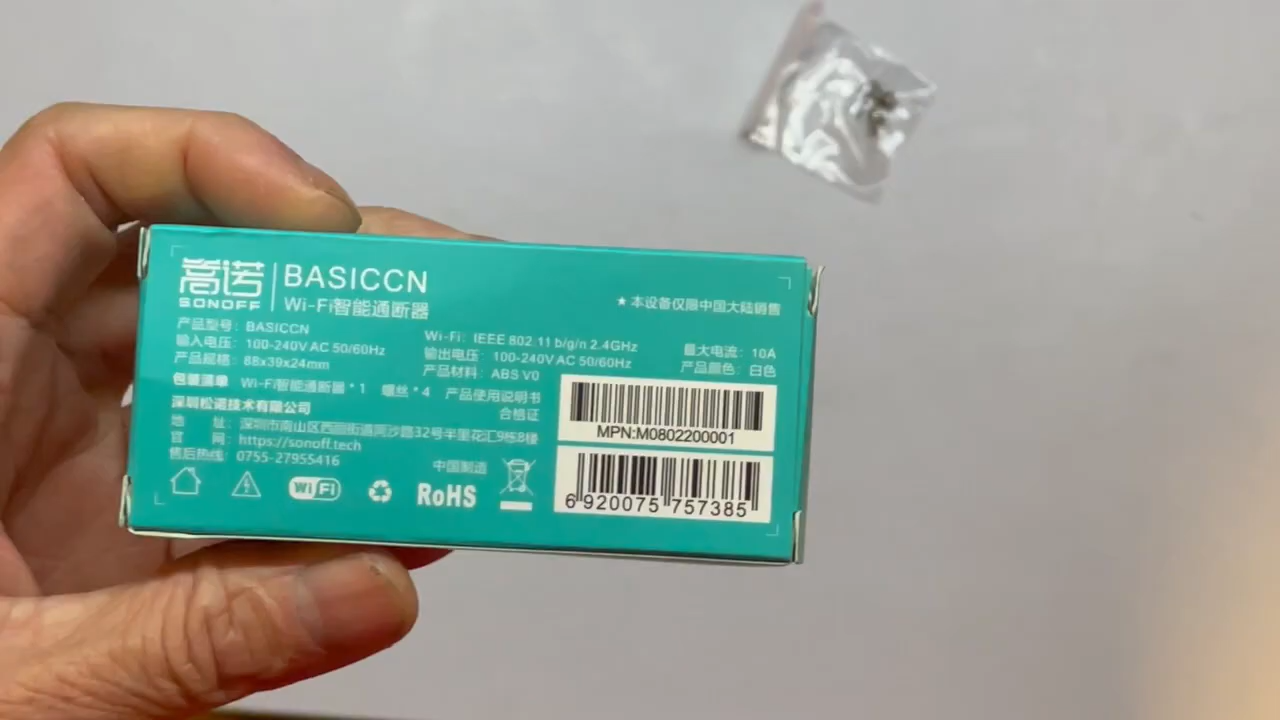 嵩诺
SONOFF
BASICCN
Wi-Fi智能通断器
★本设备仅限中国大陆销售
产品型号: BASICCN
Wi-Fi: IEEE 802.11 b/g/n 2.4GHz
输入电压: 100-240V AC 50/60Hz
输出电压: 100-240V AC 50/60Hz
最大电流: 10A
产品规格: 88x39x24mm
产品材料: ABS V0
产品颜色: 白色
包装清单 Wi-Fi智能通断器 * 1 螺丝 * 4 产品使用说明书
合格证
深圳松诺技术有限公司
地 址: 深圳市南山区西丽街道阿沙路32号半里花汇9栋8楼
官 网: https://sonoff.tech
售后热线: 0755-27955416
中国制造
WiFi
RoHS
MPN:M0802200001
6 920075 757385